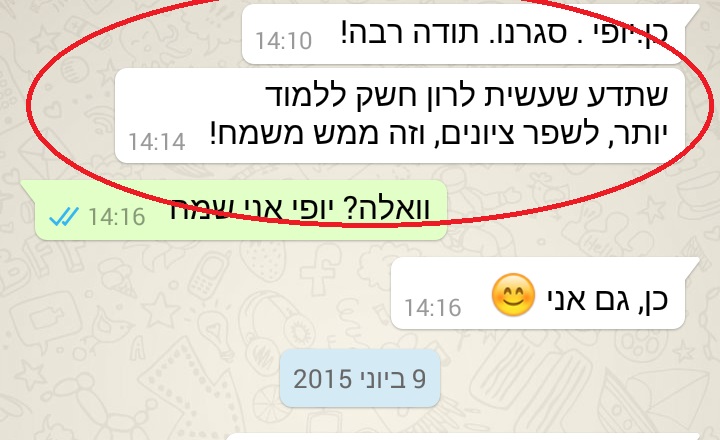 כן.יופי . סגרנו. תודה רבה!
14:10
שתדע שעשית לרון חשק ללמוד
יותר, לשפר ציונים, וזה ממש משמח!
14:14
וואלה? יופי אני שמח
14:16
כן, גם אני 😊
14:16
9 ביוני 2015